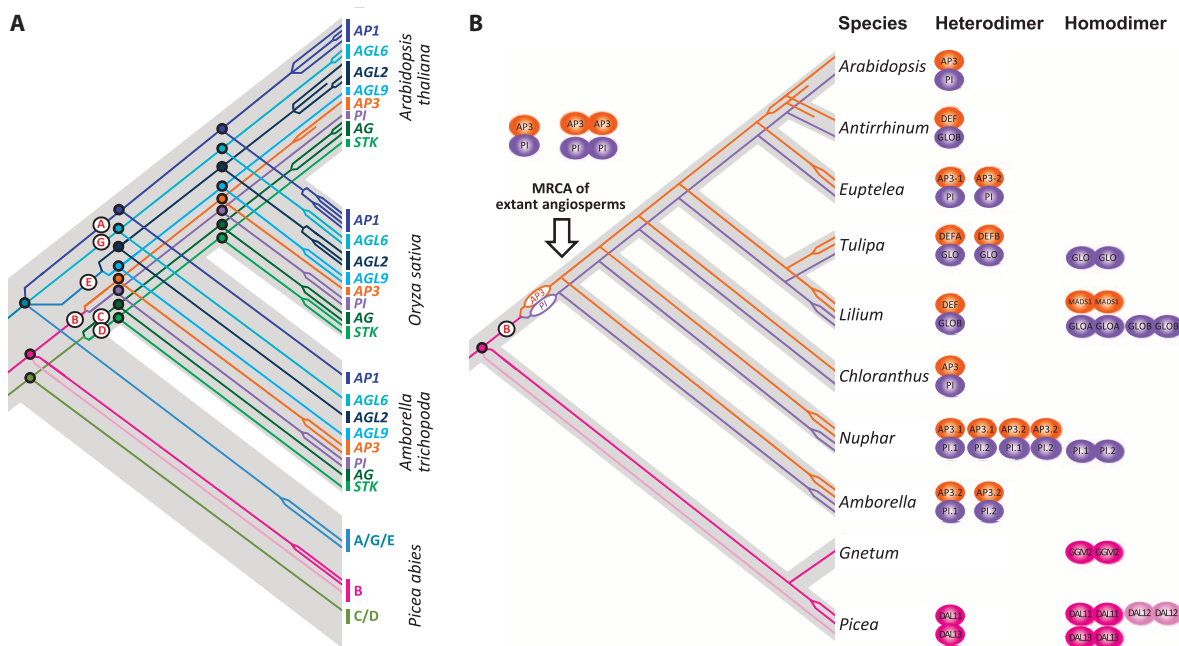 A
AP1
AGL6
AGL2
AGL9
AP3
PI
AG
STK
Arabidopsis
thaliana
AP1
AGL6
AGL2
AGL9
AP3
PI
AG
STK
Oryza sativa
AP1
AGL6
AGL2
AGL9
AP3
PI
AG
STK
Amborella
trichopoda
A/G/E
B
C/D
Picea abies
A
G
E
B
C
D
B
Species Heterodimer Homodimer
AP3
PI
AP3 AP3
PI PI
MRCA of
extant angiosperms
AP3
PI
B
Arabidopsis
AP3
PI
Antirrhinum
DEF
GLOB
Euptelea
AP3-1 AP3-2
PI PI
Tulipa
DEFA DEFB
GLO GLO
GLO GLO
Lilium
DEF
GLOB
MADS1 MADS1
GLOA GLOA GLOB GLOB
Chloranthus
AP3
PI
Nuphar
AP3.1 AP3.1 AP3.2 AP3.2
PI.1 PI.2 PI.1 PI.2
PI.1 PI.2
Amborella
AP3.2 AP3.2
PI.1 PI.2
Gnetum
GGM2 GGM2
Picea
DAL11
DAL13
DAL11 DAL11 DAL12 DAL12
DAL13 DAL13